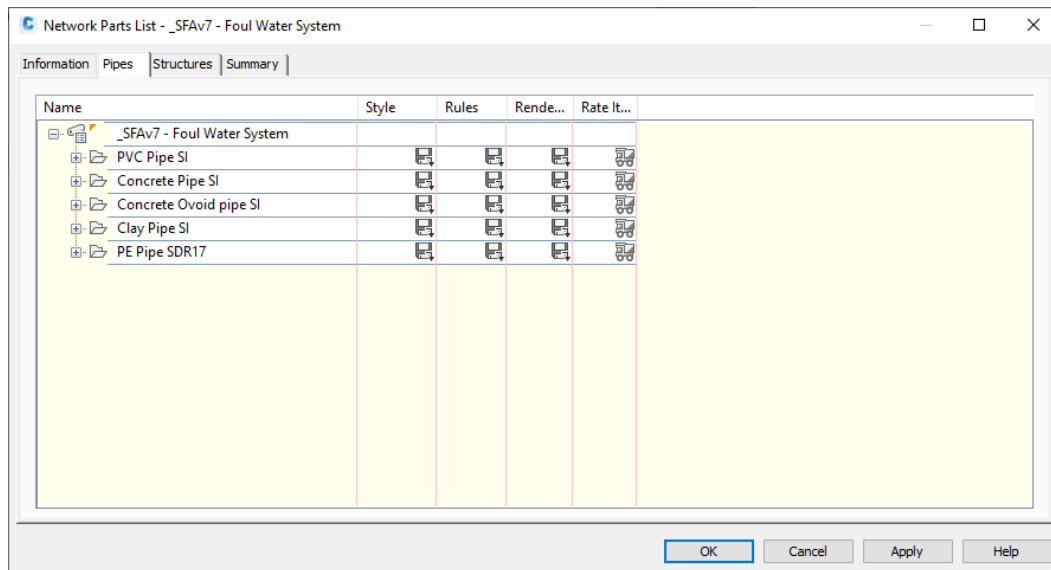 Network Parts List - _SFAv7 - Foul Water System
Information Pipes Structures Summary
Name Style Rules Rende... Rate It...
_SFAv7 - Foul Water System
PVC Pipe SI
Concrete Pipe SI
Concrete Ovoid pipe SI
Clay Pipe SI
PE Pipe SDR17
OK Cancel Apply Help